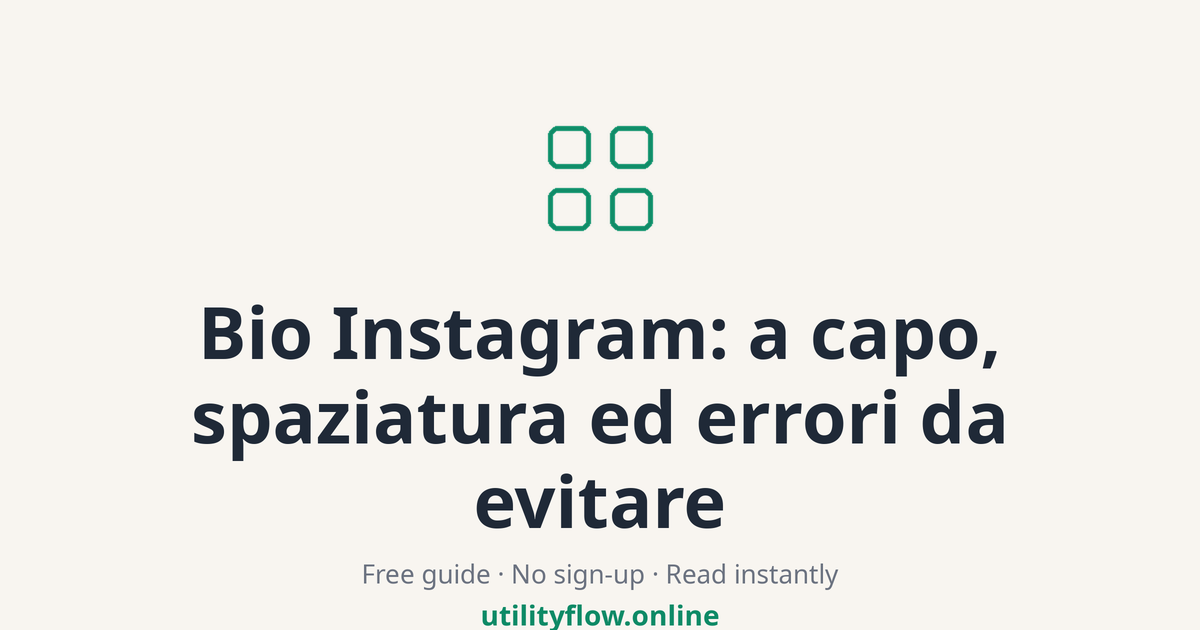 Bio Instagram: a capo,
spaziatura ed errori da
evitare
Free guide · No sign-up · Read instantly
utilityflow.online